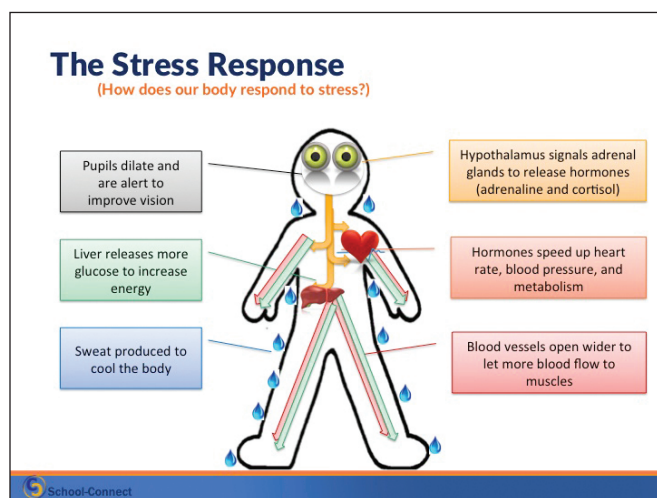 The Stress Response
(How does our body respond to stress?)
Pupils dilate and
are alert to
improve vision
Liver releases more
glucose to increase
energy
Sweat produced to
cool the body
Hypothalamus signals adrenal
glands to release hormones
(adrenaline and cortisol)
Hormones speed up heart
rate, blood pressure, and
metabolism
Blood vessels open wider to
let more blood flow to
muscles
School-Connect